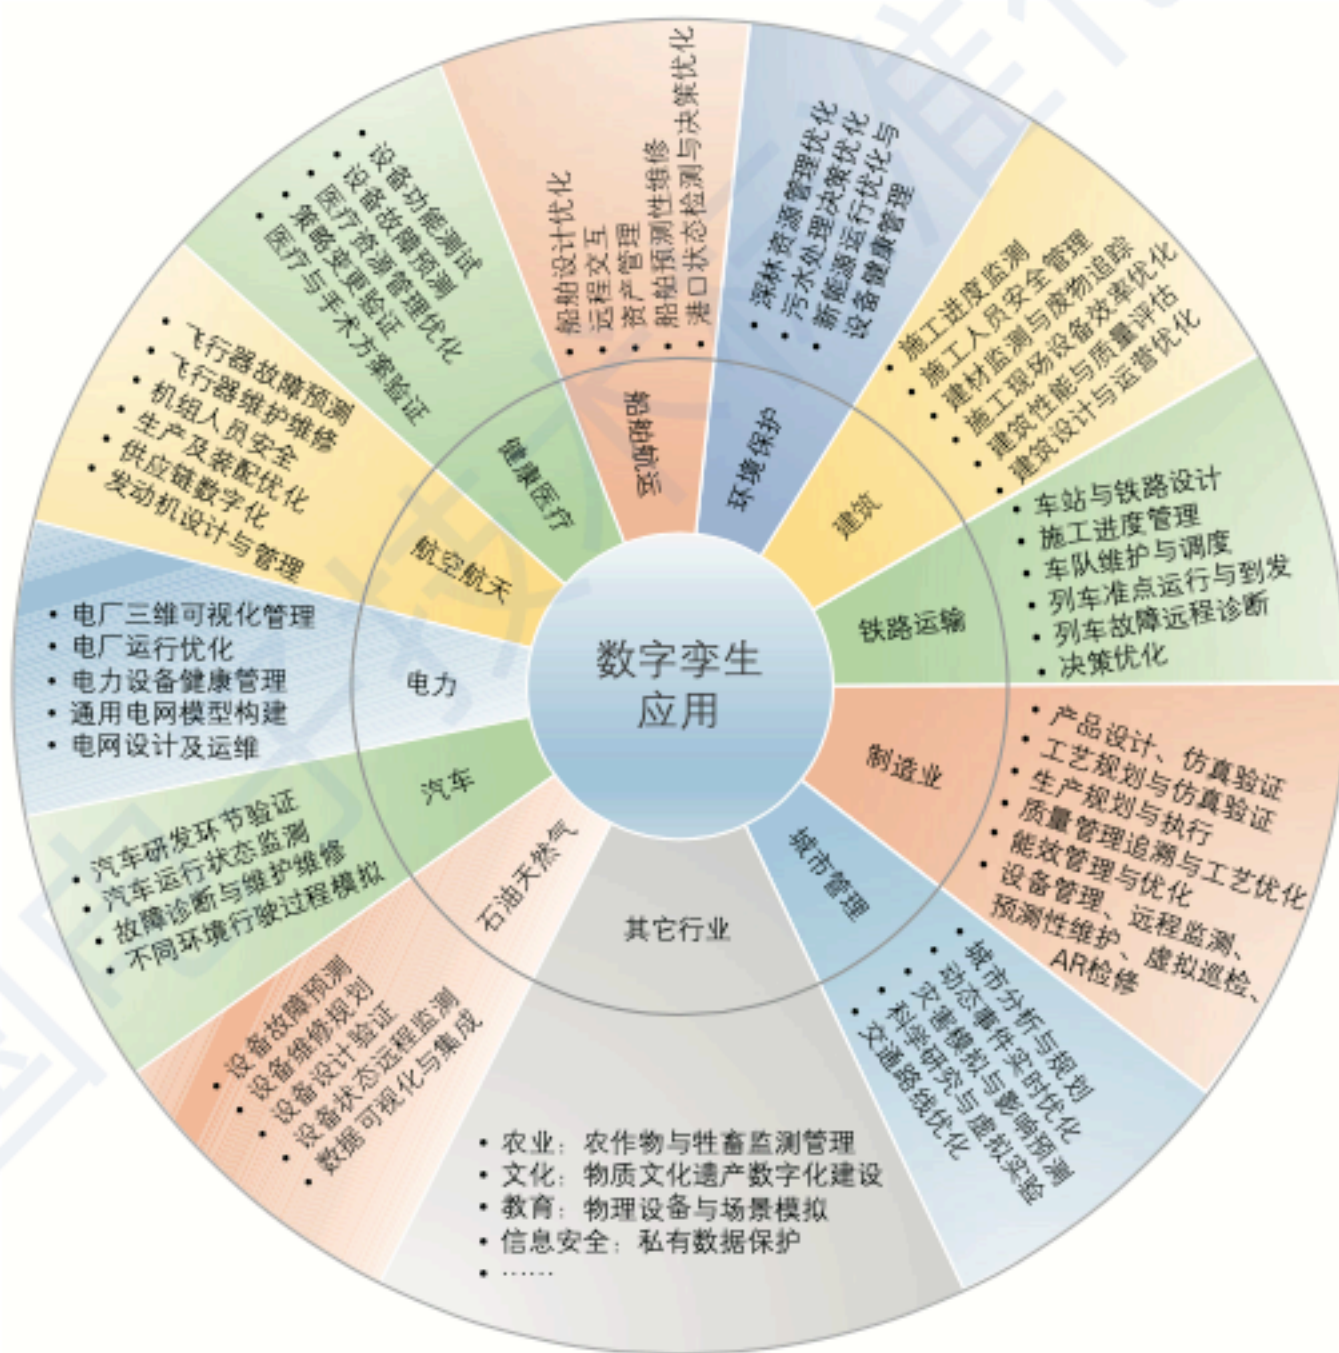 数字孪生
应用
船舶航运
船舶设计优化
远程交互
资产管理
船舶预测性维修
港口状态检测与决策优化
环境保护
深林资源管理优化
污水处理决策优化
新能源运行优化与
设备健康管理
建筑
施工进度监测
施工人员安全管理
建材监测与废物追踪
施工现场设备效率优化
建筑性能与质量评估
建筑设计与运营优化
铁路运输
车站与铁路设计
施工进度管理
车队维护与调度
列车准点运行与到发
列车故障远程诊断
决策优化
制造业
产品设计、仿真验证
工艺规划与仿真验证
生产规划与执行
质量管理追溯与工艺优化
能效管理与优化
设备管理、远程监测、
预测性维护、虚拟巡检、
AR检修
城市管理
城市分析与规划
动态事件实时优化
灾害模拟与影响预测
科学研究与虚拟实验
交通路线优化
其它行业
农业：农作物与牲畜监测管理
文化：物质文化遗产数字化建设
教育：物理设备与场景模拟
信息安全：私有数据保护
……
石油天然气
设备故障预测
设备维修规划
设备设计验证
设备状态远程监测
数据可视化与集成
汽车
汽车研发环节验证
汽车运行状态监测
故障诊断与维护维修
不同环境行驶过程模拟
电力
电厂三维可视化管理
电厂运行优化
电力设备健康管理
通用电网模型构建
电网设计及运维
航空航天
飞行器故障预测
飞行器维护维修
机组人员安全
生产及装配优化
供应链数字化
发动机设计与管理
健康医疗
设备功能测试
设备故障预测
医疗资源管理优化
策略变更验证
医疗与手术方案验证